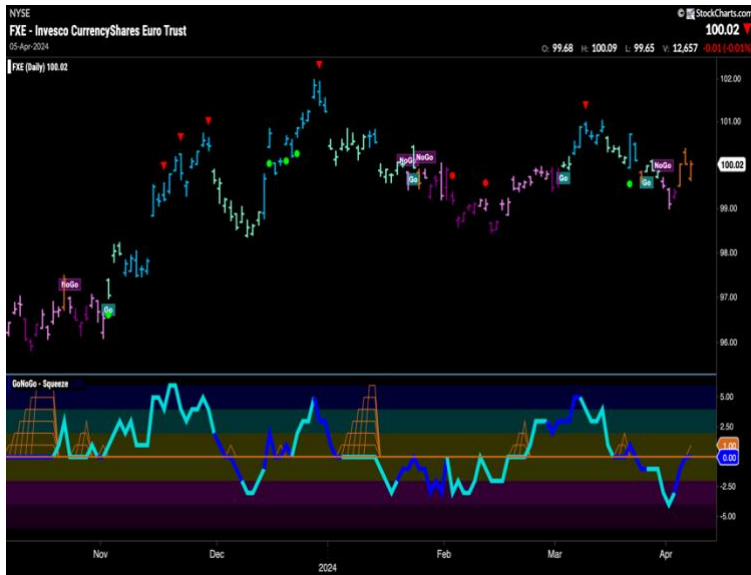 NYSE
© StockCharts.com
FXE - Invesco CurrencyShares Euro Trust
100.02
05-Apr-2024
O: 99.68 H: 100.09 L: 99.65 V: 12,657 -0.01 (-0.01%)
FXE (Daily) 100.02
102.00
101.00
100.02
99.00
98.00
97.00
96.00
NoGo
Go
NoGo
NoGo
Go
Go
NoGo
Go
GoNoGo - Squeeze
5.00
2.50
1.00
0.00
-2.50
-5.00
Nov
Dec
2024
Feb
Mar
Apr